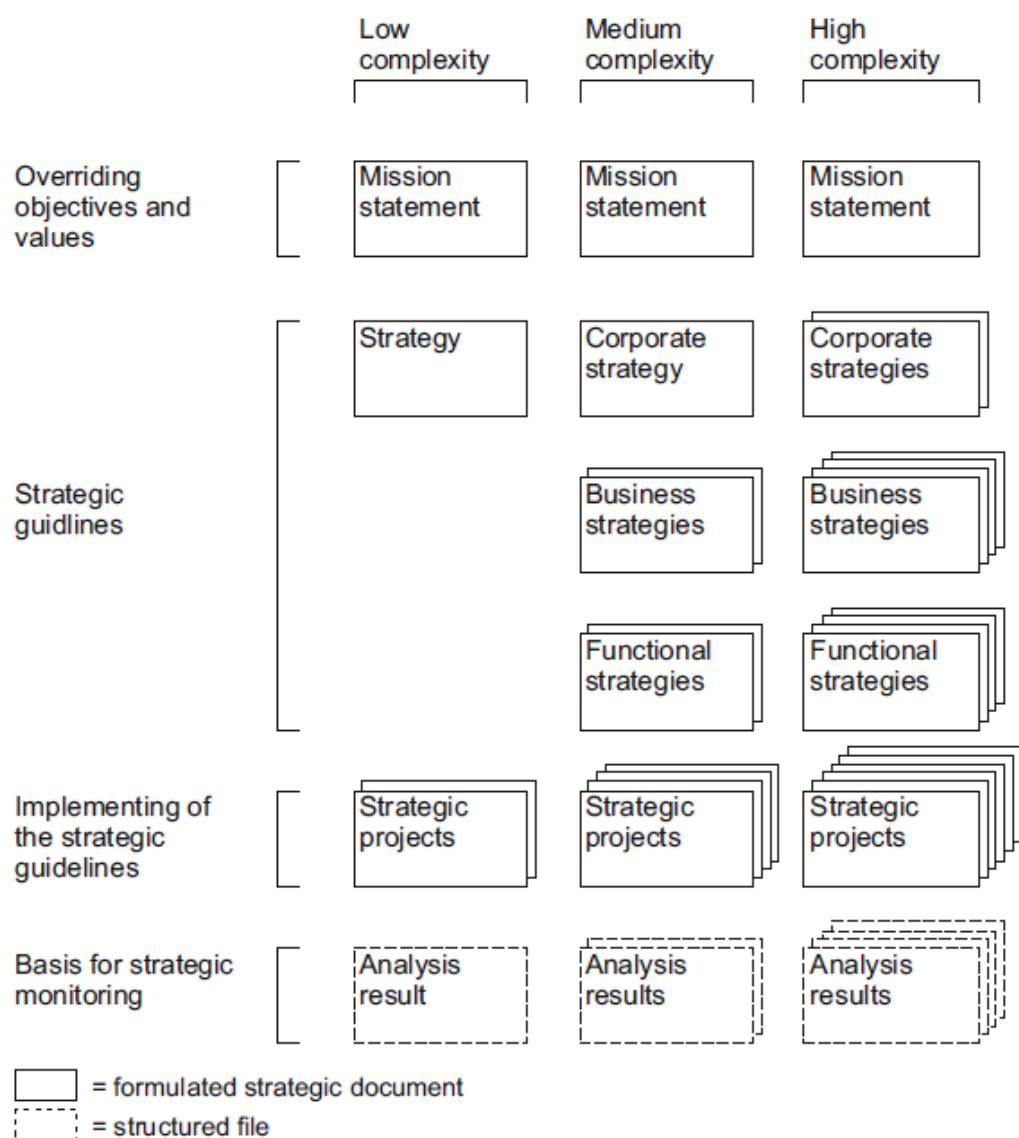 Low
complexity
Medium
complexity
High
complexity
Overriding
objectives and
values
Mission
statement
Mission
statement
Mission
statement
Strategic
guidlines
Strategy
Corporate
strategy
Corporate
strategies
Business
strategies
Business
strategies
Functional
strategies
Functional
strategies
Implementing of
the strategic
guidelines
Strategic
projects
Strategic
projects
Strategic
projects
Basis for strategic
monitoring
Analysis
result
Analysis
results
Analysis
results
= formulated strategic document
= structured file